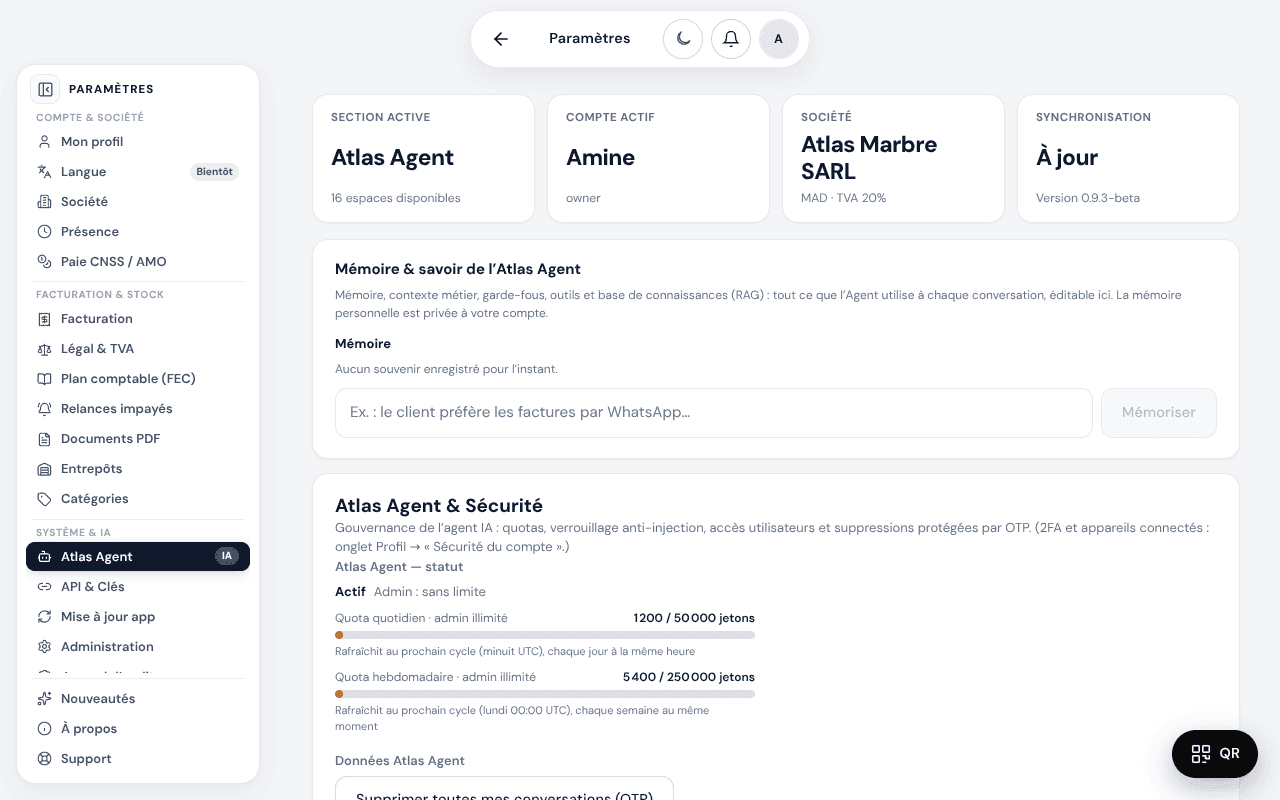 Paramètres
A
PARAMÈTRES
COMPTE & SOCIÉTÉ
Mon profil
Langue
Bientôt
Société
Présence
Paie CNSS / AMO
FACTURATION & STOCK
Facturation
Légal & TVA
Plan comptable (FEC)
Relances impayés
Documents PDF
Entrepôts
Catégories
SYSTÈME & IA
Atlas Agent
IA
API & Clés
Mise à jour app
Administration
Nouveautés
À propos
Support
SECTION ACTIVE
Atlas Agent
16 espaces disponibles
COMPTE ACTIF
Amine
owner
SOCIÉTÉ
Atlas Marbre
SARL
MAD · TVA 20%
SYNCHRONISATION
À jour
Version 0.9.3-beta
Mémoire & savoir de l’Atlas Agent
Mémoire, contexte métier, garde-fous, outils et base de connaissances (RAG) : tout ce que l’Agent utilise à chaque conversation, éditable ici. La mémoire
personnelle est privée à votre compte.
Mémoire
Aucun souvenir enregistré pour l’instant.
Ex. : le client préfère les factures par WhatsApp…
Mémoriser
Atlas Agent & Sécurité
Gouvernance de l’agent IA : quotas, verrouillage anti-injection, accès utilisateurs et suppressions protégées par OTP. (2FA et appareils connectés :
onglet Profil → « Sécurité du compte ».)
Atlas Agent — statut
Actif Admin : sans limite
Quota quotidien · admin illimité 1 200 / 50 000 jetons
Rafraîchit au prochain cycle (minuit UTC), chaque jour à la même heure
Quota hebdomadaire · admin illimité 5 400 / 250 000 jetons
Rafraîchit au prochain cycle (lundi 00:00 UTC), chaque semaine au même
moment
Données Atlas Agent
Supprimer toutes mes conversations (OTP)
QR